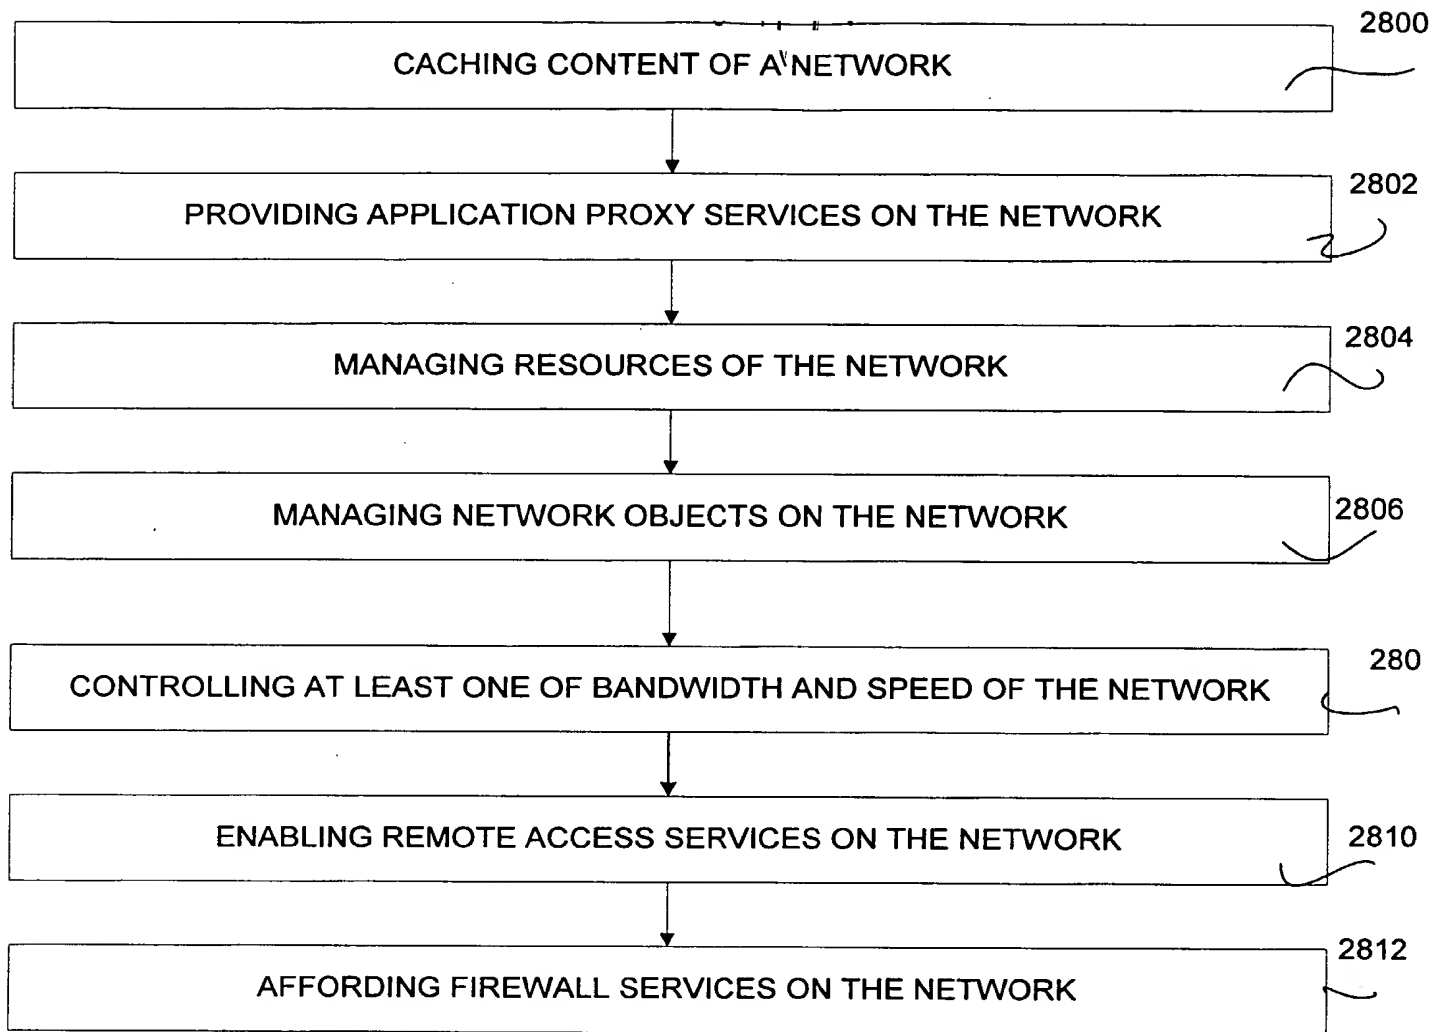 2800
CACHING CONTENT OF A NETWORK
2802
PROVIDING APPLICATION PROXY SERVICES ON THE NETWORK
2804
MANAGING RESOURCES OF THE NETWORK
2806
MANAGING NETWORK OBJECTS ON THE NETWORK
280
CONTROLLING AT LEAST ONE OF BANDWIDTH AND SPEED OF THE NETWORK
2810
ENABLING REMOTE ACCESS SERVICES ON THE NETWORK
2812
AFFORDING FIREWALL SERVICES ON THE NETWORK